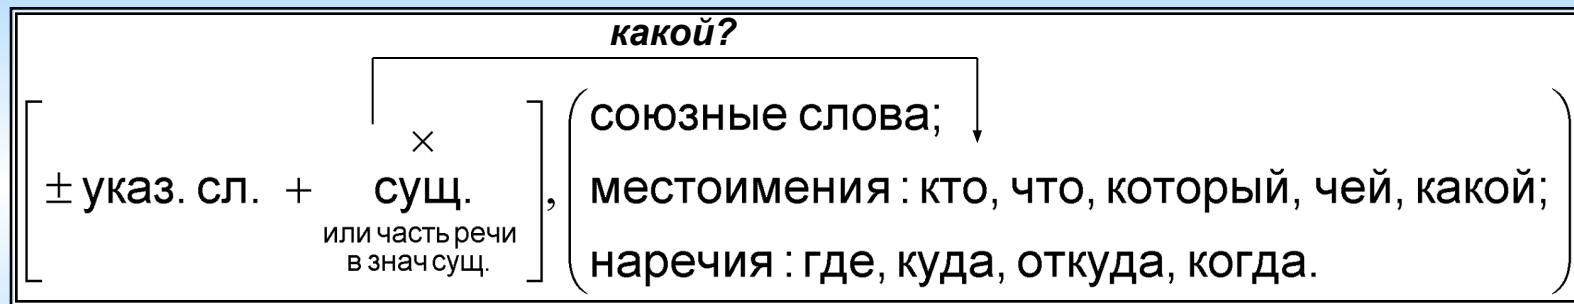 какой?
союзные слова;
± указ. сл. + сущ. , местоимения : кто, что, который, чей, какой;
или часть речи
в знач сущ.
наречия : где, куда, откуда, когда.